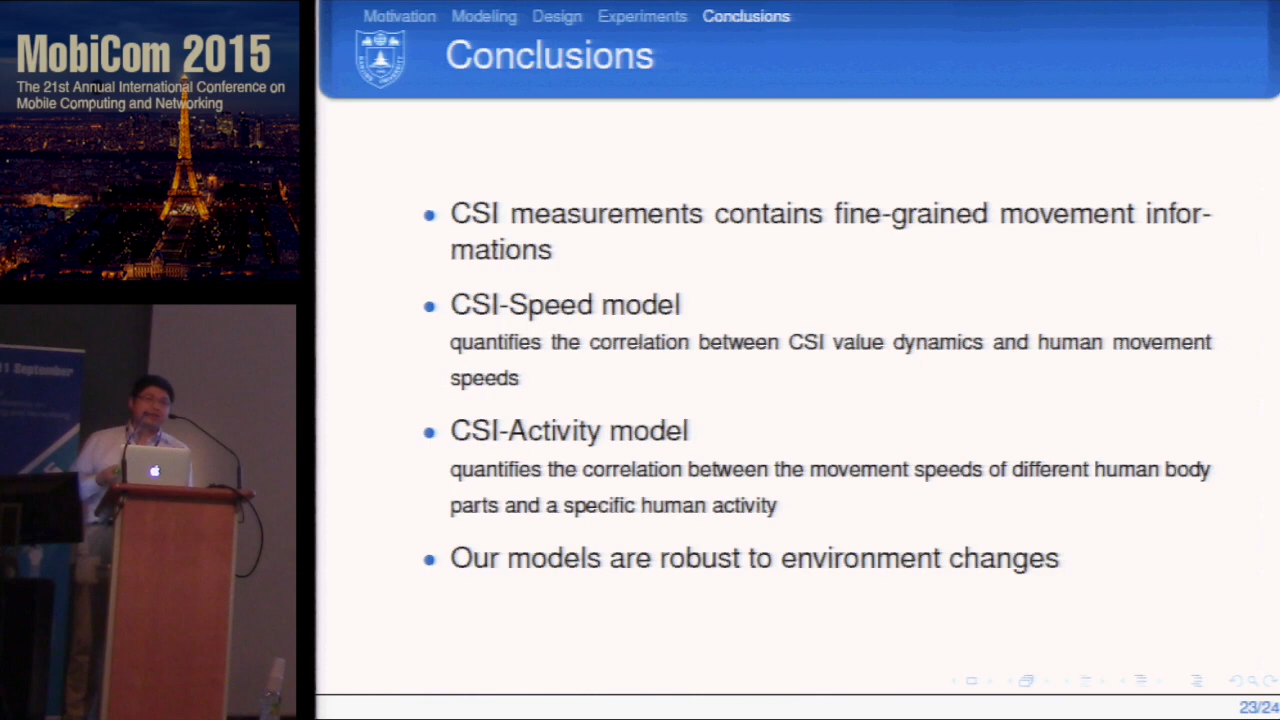 MobiCom 2015
The 21st Annual International Conference on
Mobile Computing and Networking
Motivation Modeling Design Experiments Conclusions
Conclusions
• CSI measurements contains fine-grained movement infor-
mations
• CSI-Speed model
quantifies the correlation between CSI value dynamics and human movement
speeds
• CSI-Activity model
quantifies the correlation between the movement speeds of different human body
parts and a specific human activity
• Our models are robust to environment changes
23/24
1 September